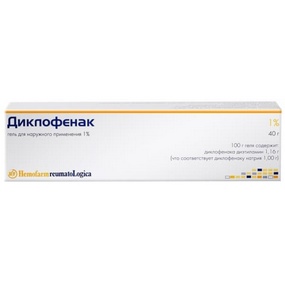 Диклофенак
гель для наружного применения 1%
1%
40 г
100 г геля содержит:
диклофенака диэтиламин 1,16 г
(что соответствует диклофенаку натрия 1,00 г)
Hemofarm reumatoLogica